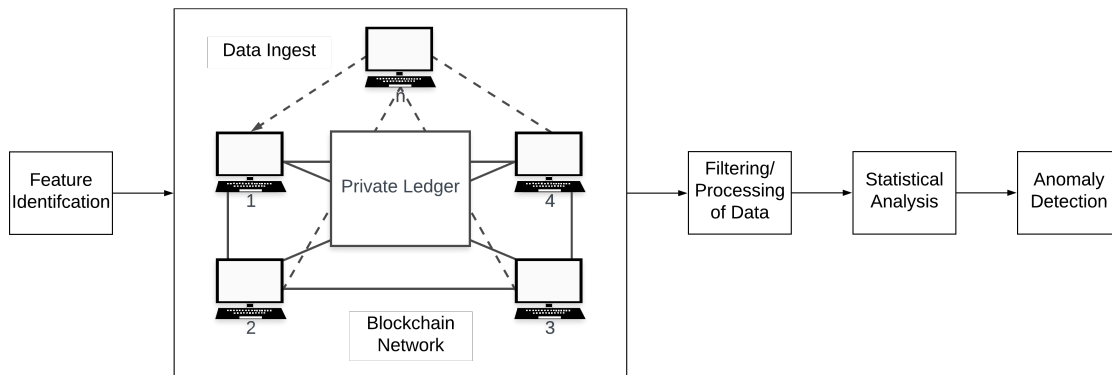 Data Ingest
n
Feature
Identifcation
1
Private Ledger
4
2
3
Blockchain
Network
Filtering/
Processing
of Data
Statistical
Analysis
Anomaly
Detection